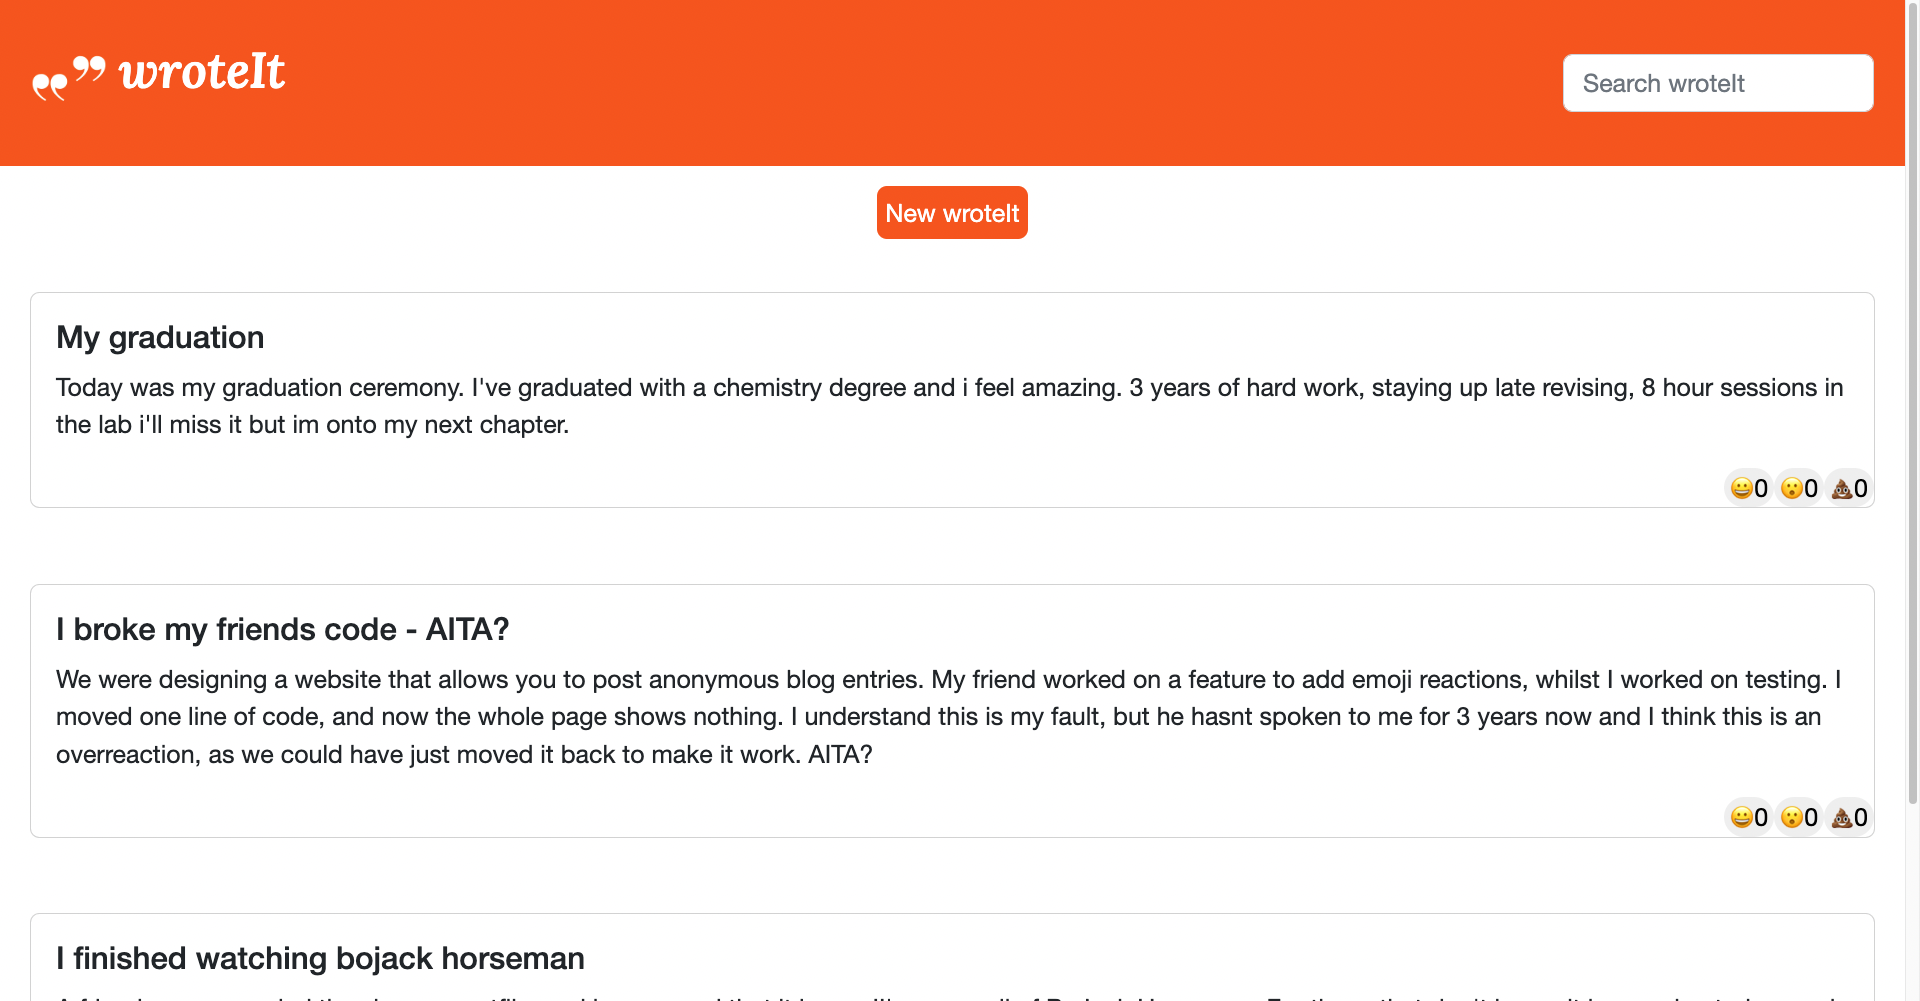 wroteIt
Search wroteIt
New wroteIt
My graduation
Today was my graduation ceremony. I've graduated with a chemistry degree and i feel amazing. 3 years of hard work, staying up late revising, 8 hour sessions in
the lab i'll miss it but im onto my next chapter.
😀0 😮0 💩0
I broke my friends code - AITA?
We were designing a website that allows you to post anonymous blog entries. My friend worked on a feature to add emoji reactions, whilst I worked on testing. I
moved one line of code, and now the whole page shows nothing. I understand this is my fault, but he hasnt spoken to me for 3 years now and I think this is an
overreaction, as we could have just moved it back to make it work. AITA?
😀0 😮0 💩0
I finished watching bojack horseman